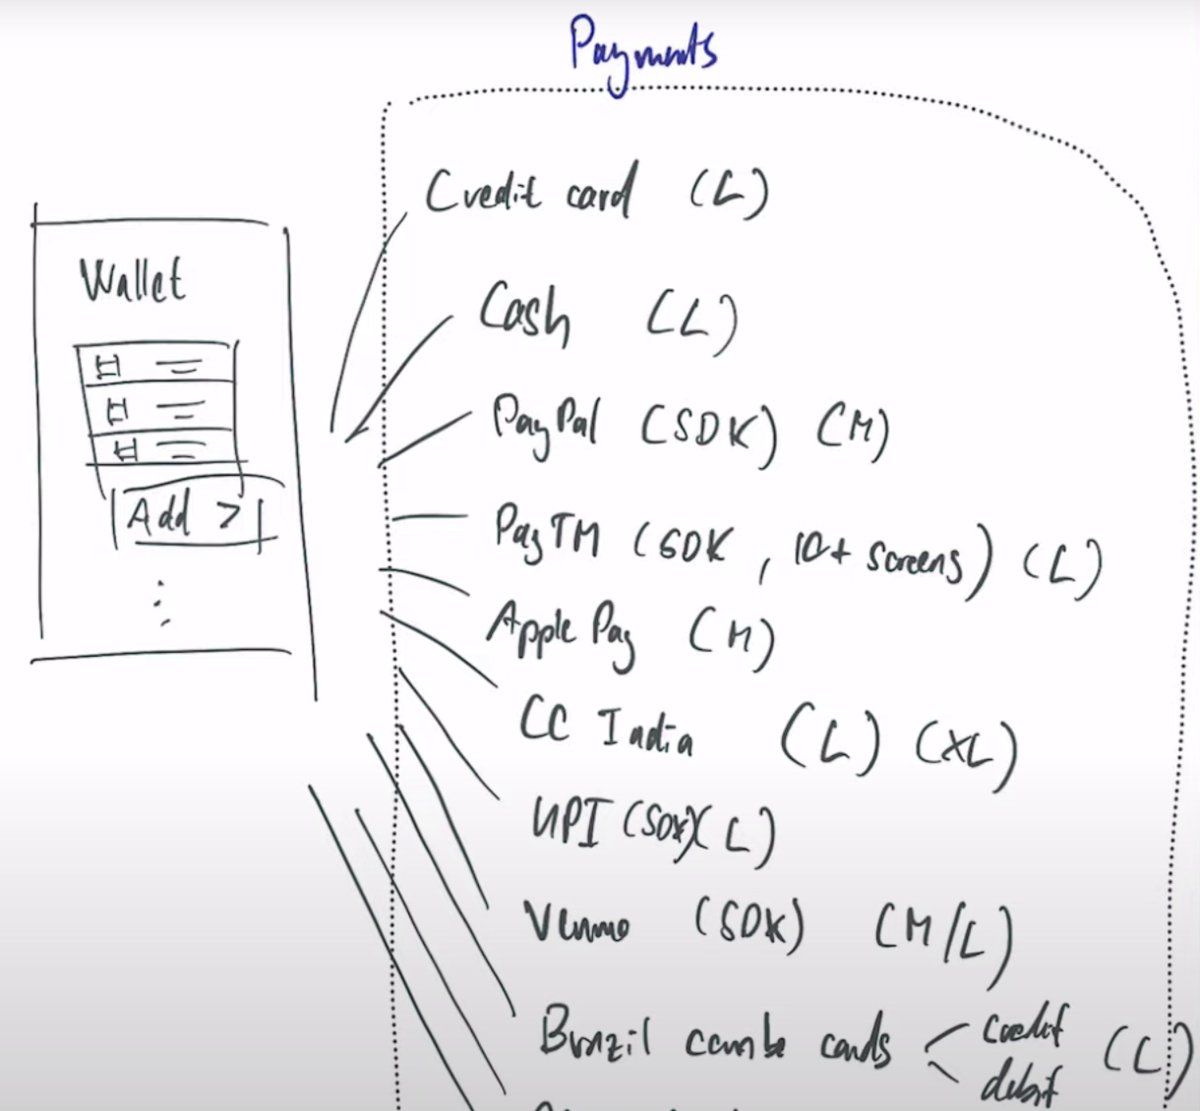 Payments
Credit card (L)
Wallet
Cash (L)
PayPal (SDK) (M)
Add >
PayTM (SDK, 10+ screens) (L)
Apple Pay (M)
CC India (L) (XL)
UPI (SDK) (L)
Venmo (SDK) (M/L)
Brazil combo cards < credit (L)
debit